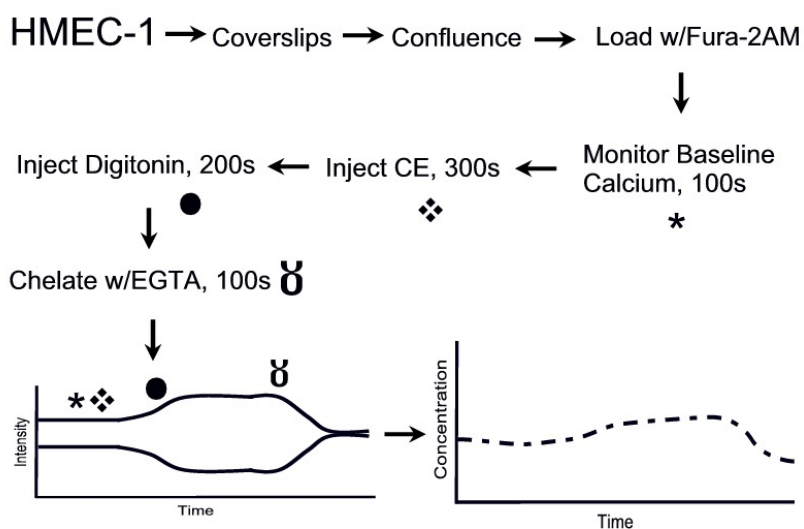 HMEC-1 → Coverslips → Confluence → Load w/Fura-2AM
Monitor Baseline
Calcium, 100s
*
Inject CE, 300s
❖
Inject Digitonin, 200s
●
Chelate w/EGTA, 100s ࿃
* ❖ ●
Intensity
Time
Concentration
Time